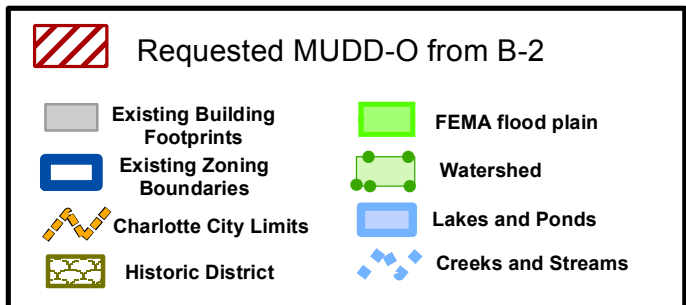 Requested MUDD-O from B-2
Existing Building
Footprints
Existing Zoning
Boundaries
Charlotte City Limits
Historic District
FEMA flood plain
Watershed
Lakes and Ponds
Creeks and Streams